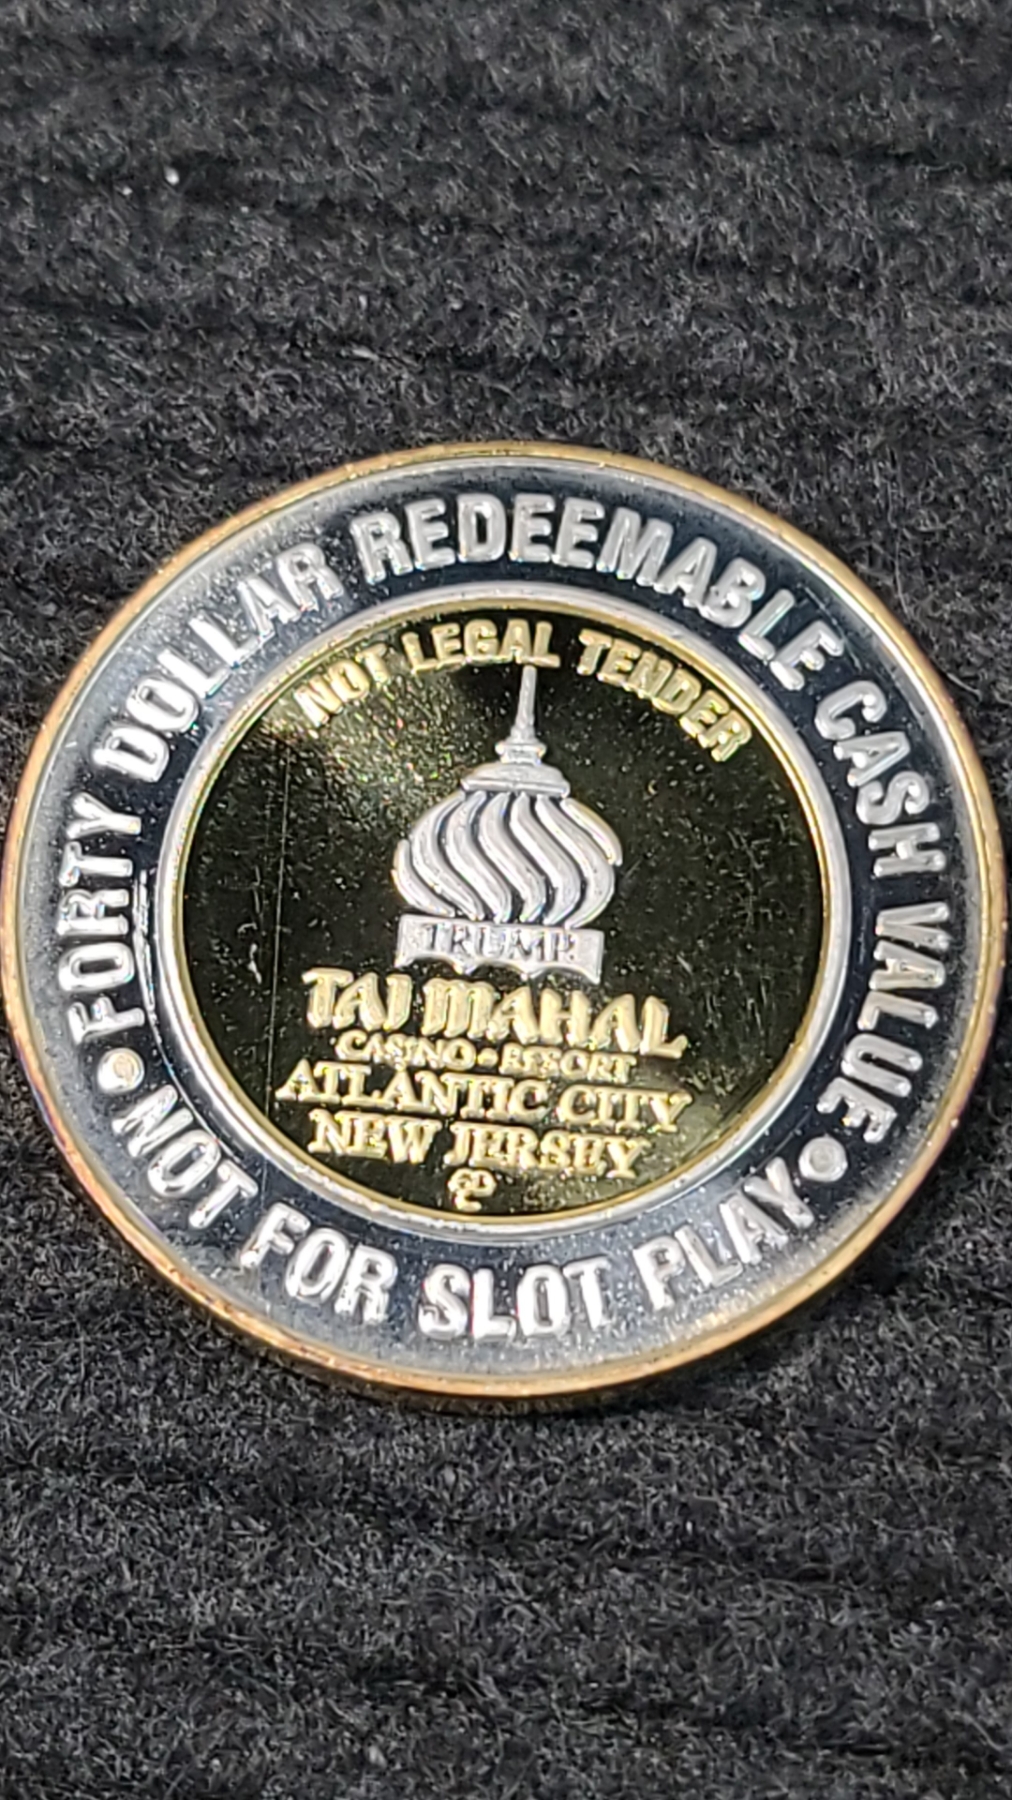 FORTY DOLLAR REDEEMABLE CASH VALUE
NOT LEGAL TENDER
TRUMP
TAJ MAHAL
CASINO • RESORT
ATLANTIC CITY
NEW JERSEY
• NOT FOR SLOT PLAY •